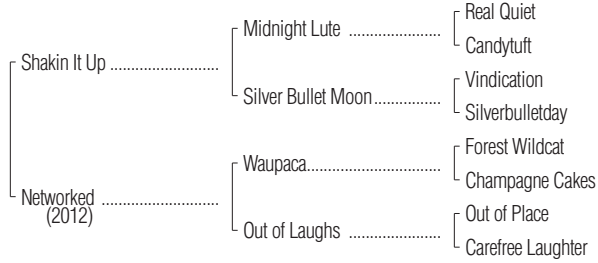 Real Quiet
Midnight Lute ....................
Candytuft
Shakin It Up ........................
Vindication
Silver Bullet Moon..............
Silverbulletday
Forest Wildcat
Waupaca.............................
Champagne Cakes
Networked ..........................
(2012)
Out of Place
Out of Laughs ....................
Carefree Laughter